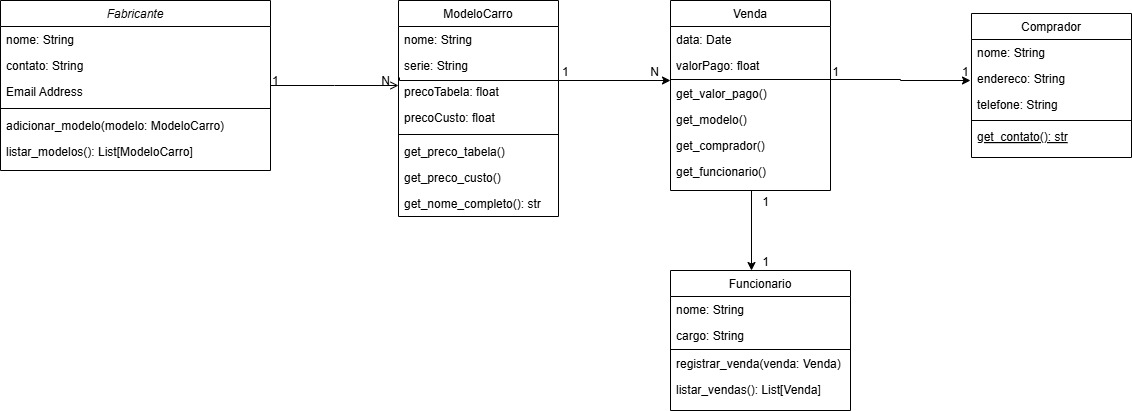 Fabricante
nome: String
contato: String
Email Address
adicionar_modelo(modelo: ModeloCarro)
listar_modelos(): List[ModeloCarro]
1
N
ModeloCarro
nome: String
serie: String
precoTabela: float
precoCusto: float
get_preco_tabela()
get_preco_custo()
get_nome_completo(): str
1
N
Venda
data: Date
valorPago: float
get_valor_pago()
get_modelo()
get_comprador()
get_funcionario()
1
1
Comprador
nome: String
endereco: String
telefone: String
get_contato(): str
1
1
Funcionario
nome: String
cargo: String
registrar_venda(venda: Venda)
listar_vendas(): List[Venda]